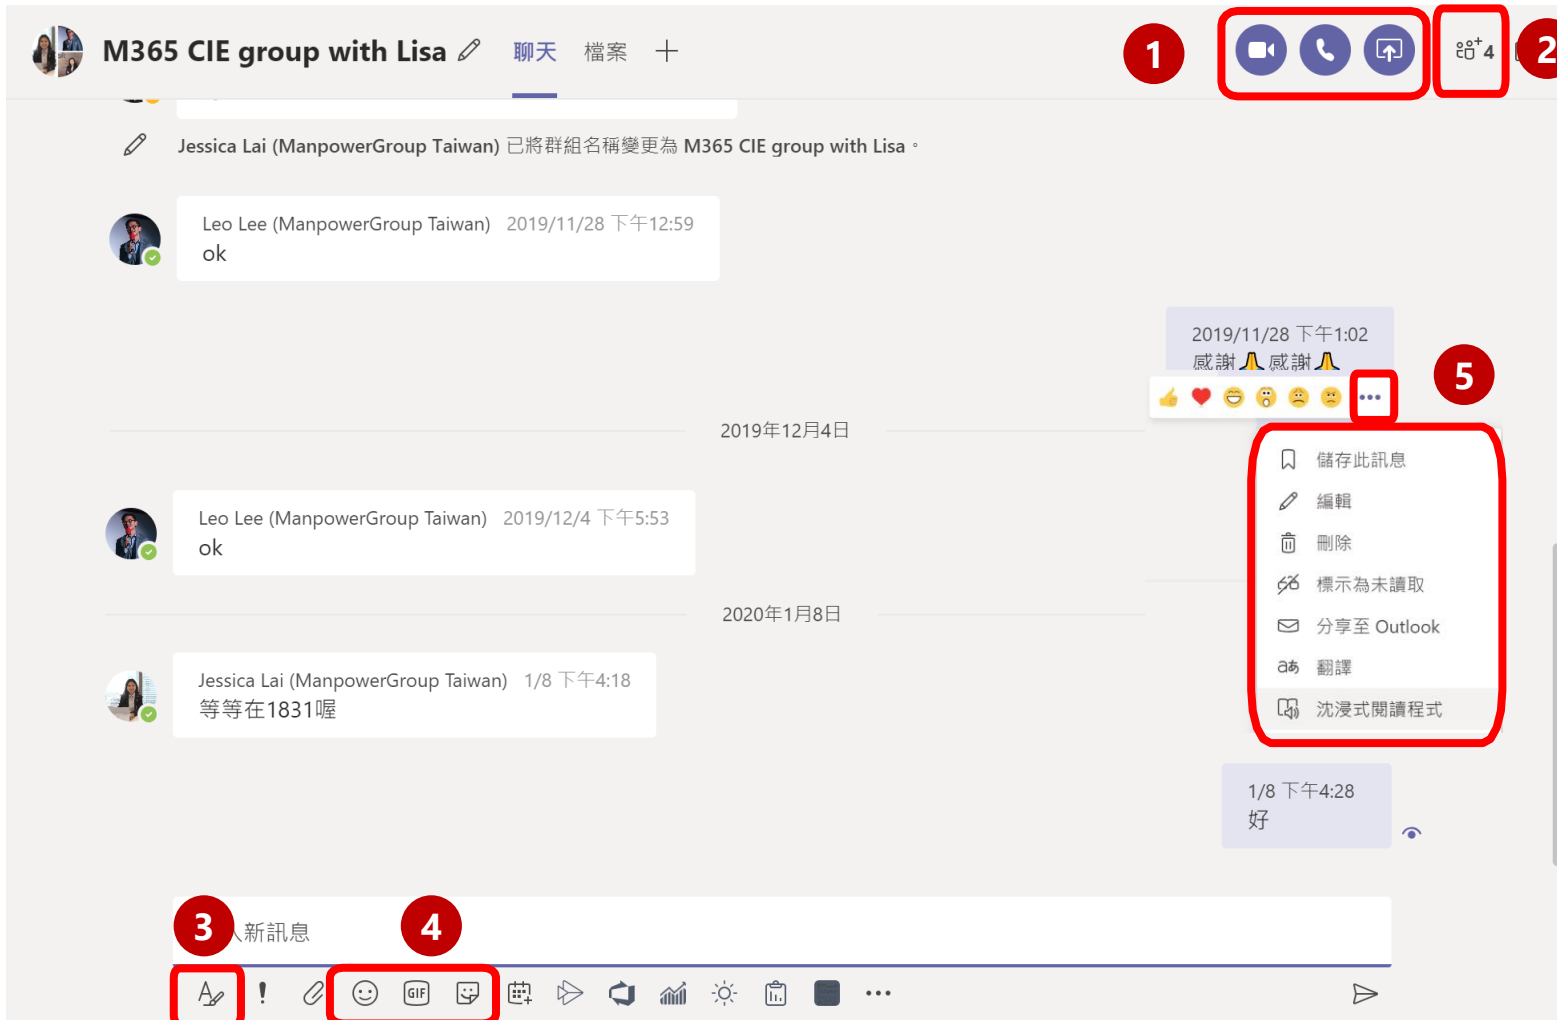 M365 CIE group with Lisa 聊天 檔案
1
4
2
Jessica Lai (ManpowerGroup Taiwan) 已將群組名稱變更為 M365 CIE group with Lisa。
Leo Lee (ManpowerGroup Taiwan) 2019/11/28 下午12:59
ok
2019/11/28 下午1:02
感謝🙏感謝🙏
5
2019年12月4日
儲存此訊息
編輯
刪除
標示為未讀取
分享至 Outlook
aあ 翻譯
沈浸式閱讀程式
Leo Lee (ManpowerGroup Taiwan) 2019/12/4 下午5:53
ok
2020年1月8日
Jessica Lai (ManpowerGroup Taiwan) 1/8 下午4:18
等等在1831喔
1/8 下午4:28
好
3
新訊息
4
GIF